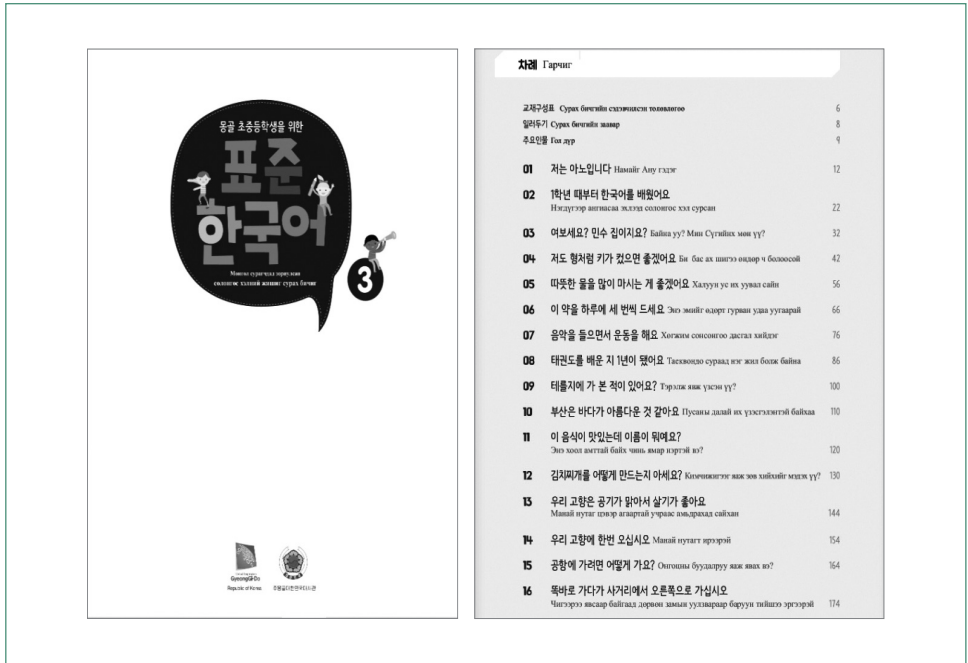 몽골 초중등학생을 위한
표준
한국어
Монгол сурагчдад зориулсан
солонгос хэлний жишиг сурах бичиг
3
GyeongGi-Do
Republic of Korea
주몽골대한민국대사관
차례 Гарчиг
교재구성표 Сурах бичгийн сэдэвчилсэн төлөвлөгөө 6
일러두기 Сурах бичгийн заавар 8
주요인물 Гол дүр 9
01 저는 아노입니다 Намайг Ану гэдэг 12
02 1학년 때부터 한국어를 배웠어요
Нэгдүгээр ангиасаа эхлээд солонгос хэл сурсан 22
03 여보세요? 민수 집이지요? Байна уу? Мин Сүгийнх мөн үү? 32
04 저도 형처럼 키가 컸으면 좋겠어요 Би бас ах шигээ өндөр ч болоосой 42
05 따뜻한 물을 많이 마시는 게 좋겠어요 Халуун ус их уувал сайн 56
06 이 약을 하루에 세 번씩 드세요 Энэ эмийг өдөрт гурван удаа уугаарай 66
07 음악을 들으면서 운동을 해요 Хөгжим сонсонгоо дасгал хийдэг 76
08 태권도를 배운 지 1년이 됐어요 Таеквондо сураад нэг жил болж байна 86
09 테를지에 가 본 적이 있어요? Тэрэлж явж үзсэн үү? 100
10 부산은 바다가 아름다운 것 같아요 Пусаны далай их үзэсгэлэнтэй байхаа 110
11 이 음식이 맛있는데 이름이 뭐예요?
Энэ хоол амттай байх чинь ямар нэртэй вэ? 120
12 김치찌개를 어떻게 만드는지 아세요? Кимчижигэг яаж зөв хийхийг мэдэх үү? 130
13 우리 고향은 공기가 맑아서 살기가 좋아요
Манай нутаг цэвэр агаартай учраас амьдрахад сайхан 144
14 우리 고향에 한번 오십시오 Манай нутагт ирээрэй 154
15 공항에 가려면 어떻게 가요? Онгоцны буудалруу яаж явах вэ? 164
16 똑바로 가다가 사거리에서 오른쪽으로 가십시오
Чигээрээ явсаар байгаад дөрвөн замын уулзвараар баруун тийшээ эргээрэй 174